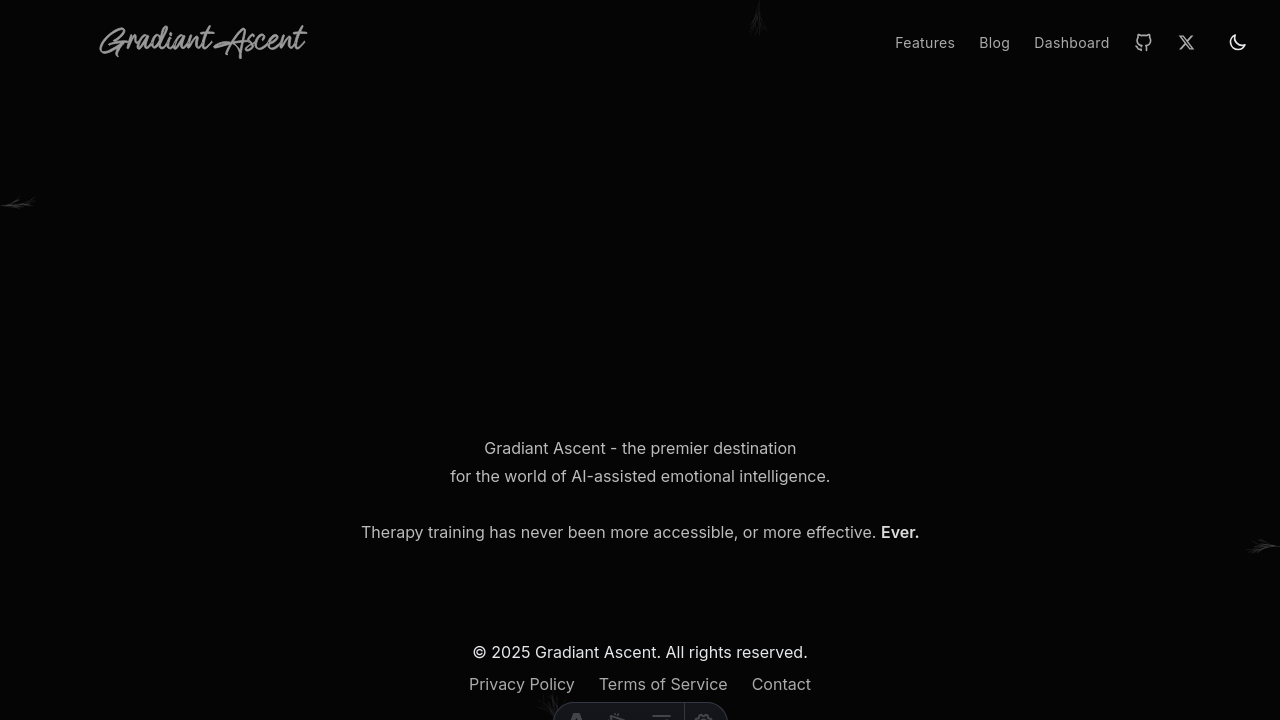 Gradiant Ascent
Features Blog Dashboard
Gradiant Ascent - the premier destination
for the world of AI-assisted emotional intelligence.
Therapy training has never been more accessible, or more effective. Ever.
© 2025 Gradiant Ascent. All rights reserved.
Privacy Policy Terms of Service Contact